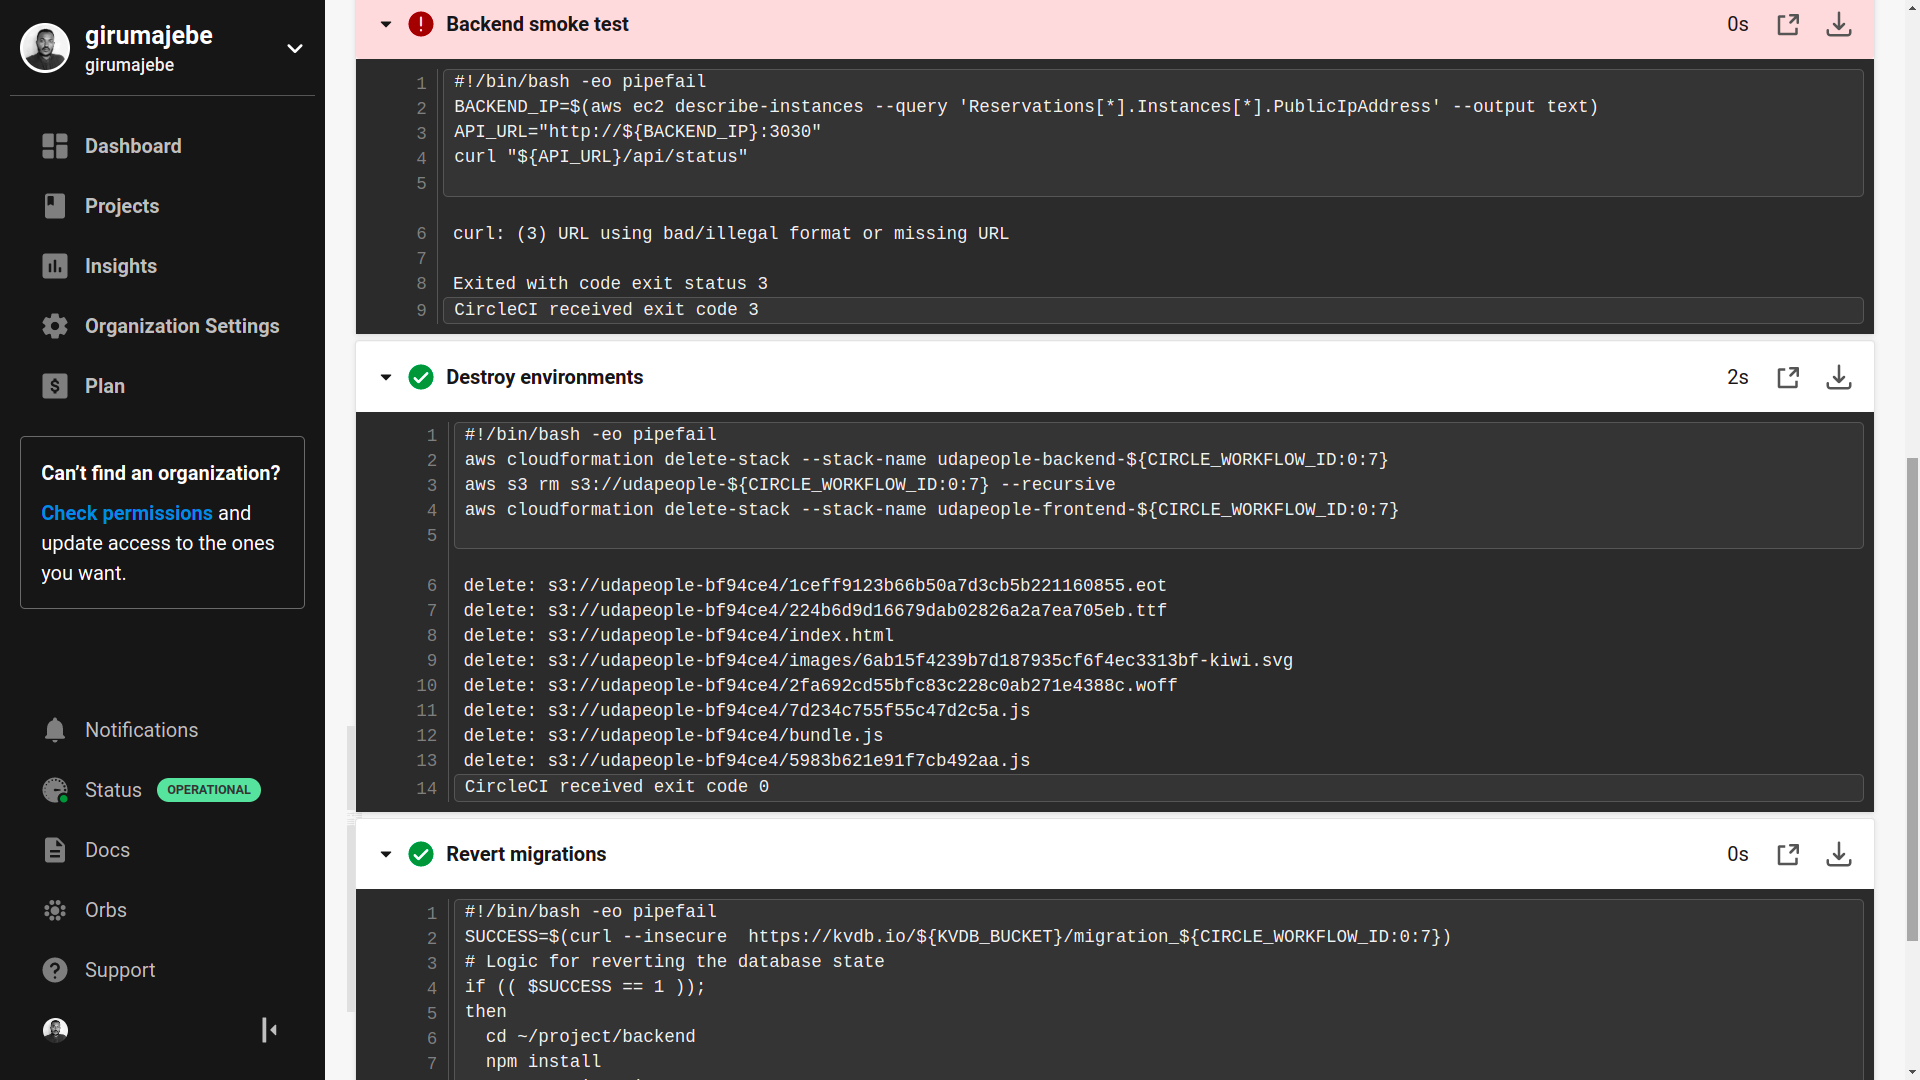 girumajebe
girumajebe
Dashboard
Projects
Insights
Organization Settings
Plan
Can’t find an organization?
Check permissions and
update access to the ones
you want.
Notifications
Status OPERATIONAL
Docs
Orbs
Support
Backend smoke test 0s
1 #!/bin/bash -eo pipefail
2 BACKEND_IP=$(aws ec2 describe-instances --query 'Reservations[*].Instances[*].PublicIpAddress' --output text)
3 API_URL="http://${BACKEND_IP}:3030"
4 curl "${API_URL}/api/status"
5
6 curl: (3) URL using bad/illegal format or missing URL
7
8 Exited with code exit status 3
9 CircleCI received exit code 3
Destroy environments 2s
1 #!/bin/bash -eo pipefail
2 aws cloudformation delete-stack --stack-name udapeople-backend-${CIRCLE_WORKFLOW_ID:0:7}
3 aws s3 rm s3://udapeople-${CIRCLE_WORKFLOW_ID:0:7} --recursive
4 aws cloudformation delete-stack --stack-name udapeople-frontend-${CIRCLE_WORKFLOW_ID:0:7}
5
6 delete: s3://udapeople-bf94ce4/1ceff9123b66b50a7d3cb5b221160855.eot
7 delete: s3://udapeople-bf94ce4/224b6d9d16679dab02826a2a7ea705eb.ttf
8 delete: s3://udapeople-bf94ce4/index.html
9 delete: s3://udapeople-bf94ce4/images/6ab15f4239b7d187935cf6f4ec3313bf-kiwi.svg
10 delete: s3://udapeople-bf94ce4/2fa692cd55bfc83c228c0ab271e4388c.woff
11 delete: s3://udapeople-bf94ce4/7d234c755f55c47d2c5a.js
12 delete: s3://udapeople-bf94ce4/bundle.js
13 delete: s3://udapeople-bf94ce4/5983b621e91f7cb492aa.js
14 CircleCI received exit code 0
Revert migrations 0s
1 #!/bin/bash -eo pipefail
2 SUCCESS=$(curl --insecure  https://kvdb.io/${KVDB_BUCKET}/migration_${CIRCLE_WORKFLOW_ID:0:7})
3 # Logic for reverting the database state
4 if (( $SUCCESS == 1 ));
5 then
6   cd ~/project/backend
7   npm install